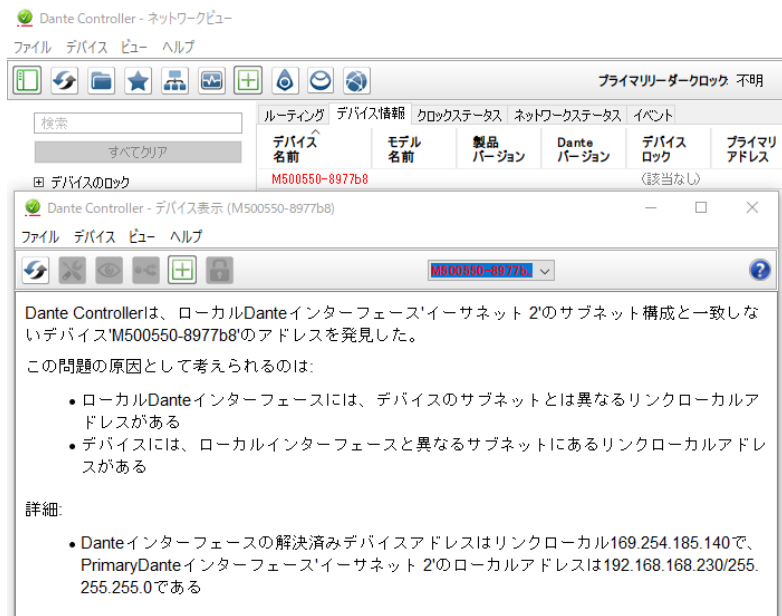 Dante Controller - ネットワークビュー
ファイル デバイス ビュー ヘルプ
プライマリリーダークロック: 不明
検索
すべてクリア
デバイスのロック
ルーティング デバイス情報 クロックステータス ネットワークステータス イベント
デバイス名前 モデル名前 製品バージョン Danteバージョン デバイスロック プライマリアドレス
M500550-8977b8 (該当なし)
Dante Controller - デバイス表示 (M500550-8977b8)
ファイル デバイス ビュー ヘルプ
M500550-8977b
Dante Controllerは、ローカルDanteインターフェース'イーサネット 2'のサブネット構成と一致しな
いデバイス'M500550-8977b8'のアドレスを発見した。
この問題の原因として考えられるのは:
• ローカルDanteインターフェースには、デバイスのサブネットとは異なるリンクローカルア
ドレスがある
• デバイスには、ローカルインターフェースと異なるサブネットにあるリンクローカルアドレ
スがある
詳細:
• Danteインターフェースの解決済みデバイスアドレスはリンクローカル169.254.185.140で、
PrimaryDanteインターフェース'イーサネット 2'のローカルアドレスは192.168.168.230/255.
255.255.0である